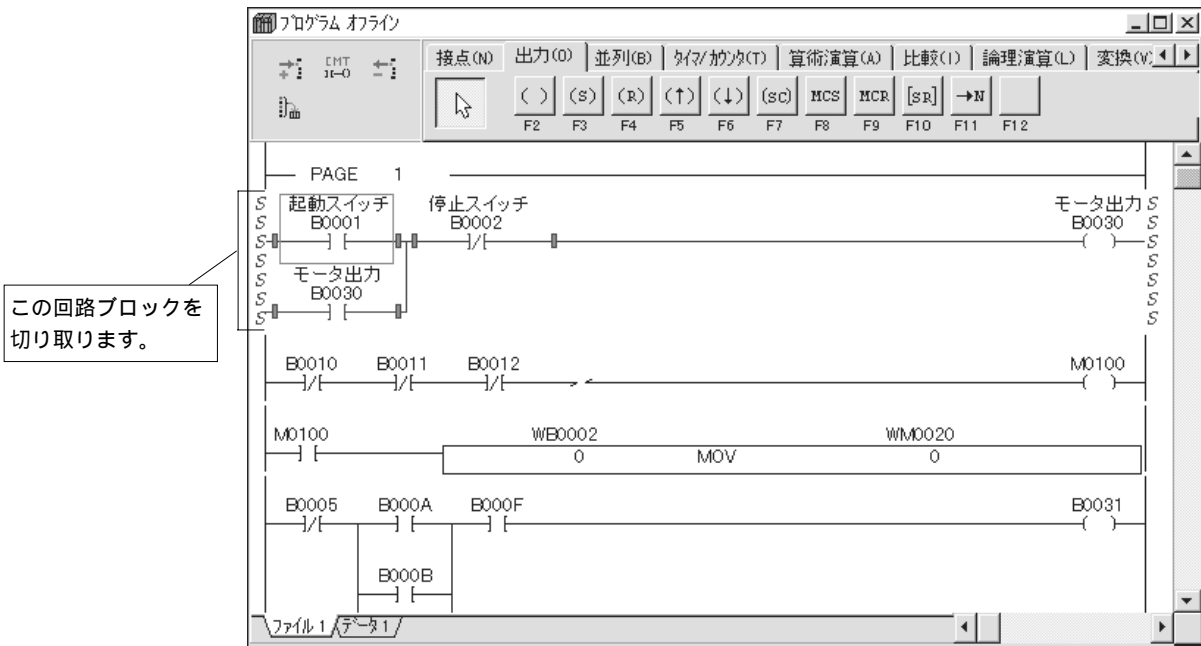 プログラム オフライン
CMT
接点(N) 出力(O) 並列(B) タイマ/カウンタ(T) 算術演算(A) 比較(I) 論理演算(L) 変換(V)
( ) (S) (R) (↑) (↓) (SC) MCS MCR [SR] →N
F2 F3 F4 F5 F6 F7 F8 F9 F10 F11 F12
PAGE 1
起動スイッチ 停止スイッチ モータ出力
B0001 B0002 B0030
モータ出力
B0030
S
S
S
S
S
S
S
S
S
S
S
S
S
S
この回路ブロックを
切り取ります。
B0010 B0011 B0012 M0100
M0100 WB0002 WM0020
0 MOV 0
B0005 B000A B000F B0031
B000B
ファイル 1 データ 1